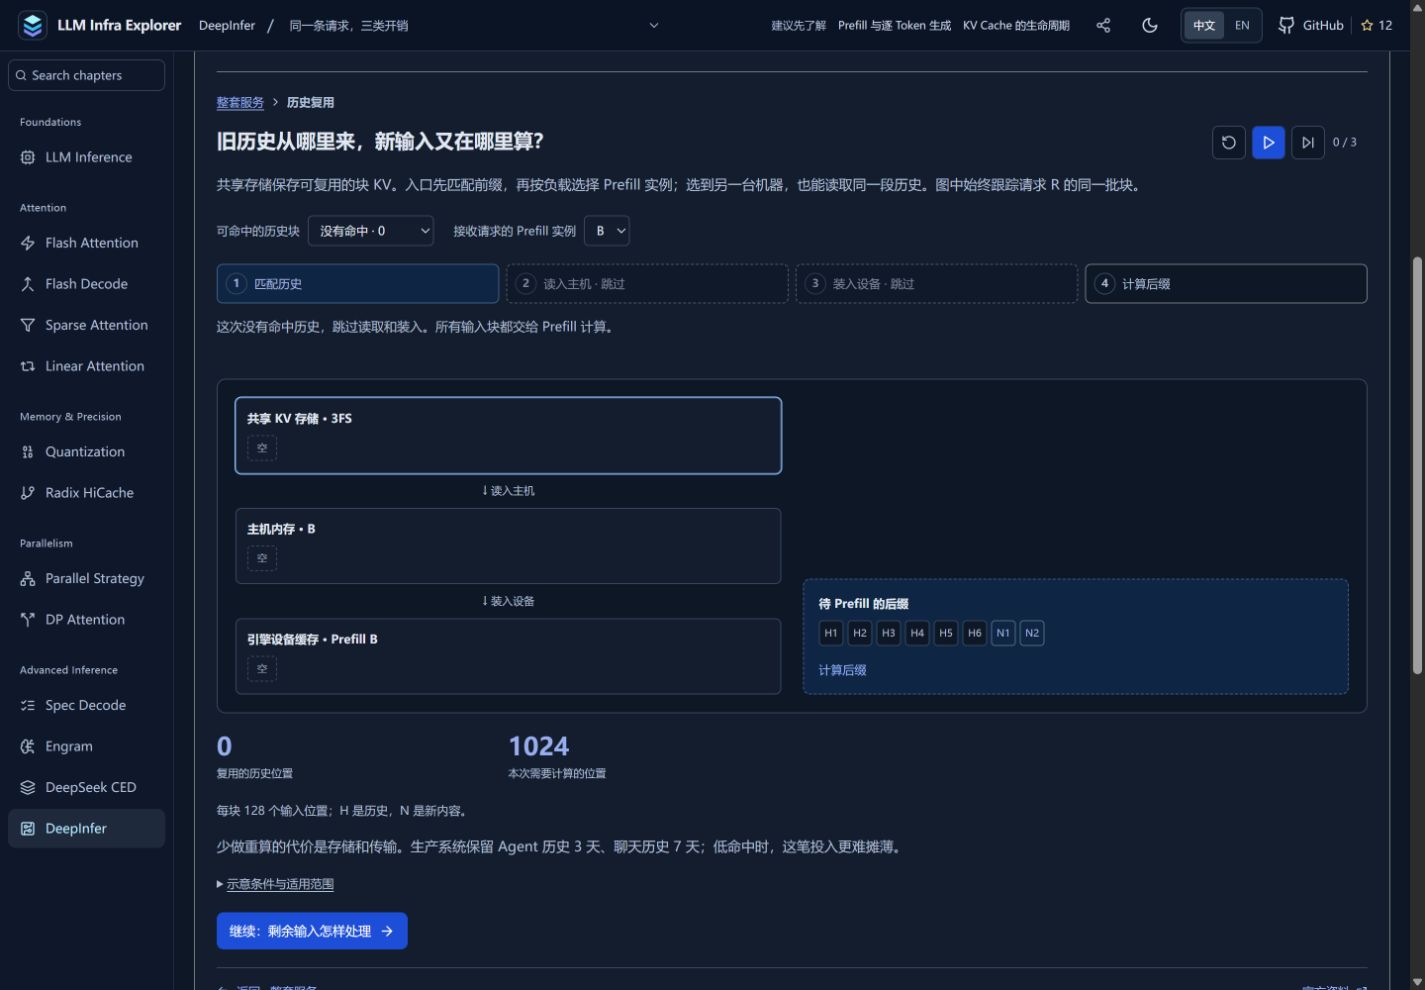 LLM Infra Explorer
DeepInfer / 同一条请求，三类开销
建议先了解 Prefill 与逐 Token 生成 KV Cache 的生命周期
中文 EN GitHub 12
Search chapters
Foundations
LLM Inference
Attention
Flash Attention
Flash Decode
Sparse Attention
Linear Attention
Memory & Precision
Quantization
Radix HiCache
Parallelism
Parallel Strategy
DP Attention
Advanced Inference
Spec Decode
Engram
DeepSeek CED
DeepInfer
整套服务 > 历史复用
旧历史从哪里来，新输入又在哪里算？
0 / 3
共享存储保存可复用的块 KV。入口先匹配前缀，再按负载选择 Prefill 实例；选到另一台机器，也能读取同一段历史。图中始终跟踪请求 R 的同一批块。
可命中的历史块 没有命中 · 0 接收请求的 Prefill 实例 B
1 匹配历史
2 读入主机 · 跳过
3 装入设备 · 跳过
4 计算后缀
这次没有命中历史，跳过读取和装入。所有输入块都交给 Prefill 计算。
共享 KV 存储 • 3FS
空
↓ 读入主机
主机内存 • B
空
↓ 装入设备
引擎设备缓存 • Prefill B
空
待 Prefill 的后缀
H1 H2 H3 H4 H5 H6 N1 N2
计算后缀
0
复用的历史位置
1024
本次需要计算的位置
每块 128 个输入位置；H 是历史，N 是新内容。
少做重算的代价是存储和传输。生产系统保留 Agent 历史 3 天、聊天历史 7 天；低命中时，这笔投入更难摊薄。
▶ 示意条件与适用范围
继续：剩余输入怎样处理 →